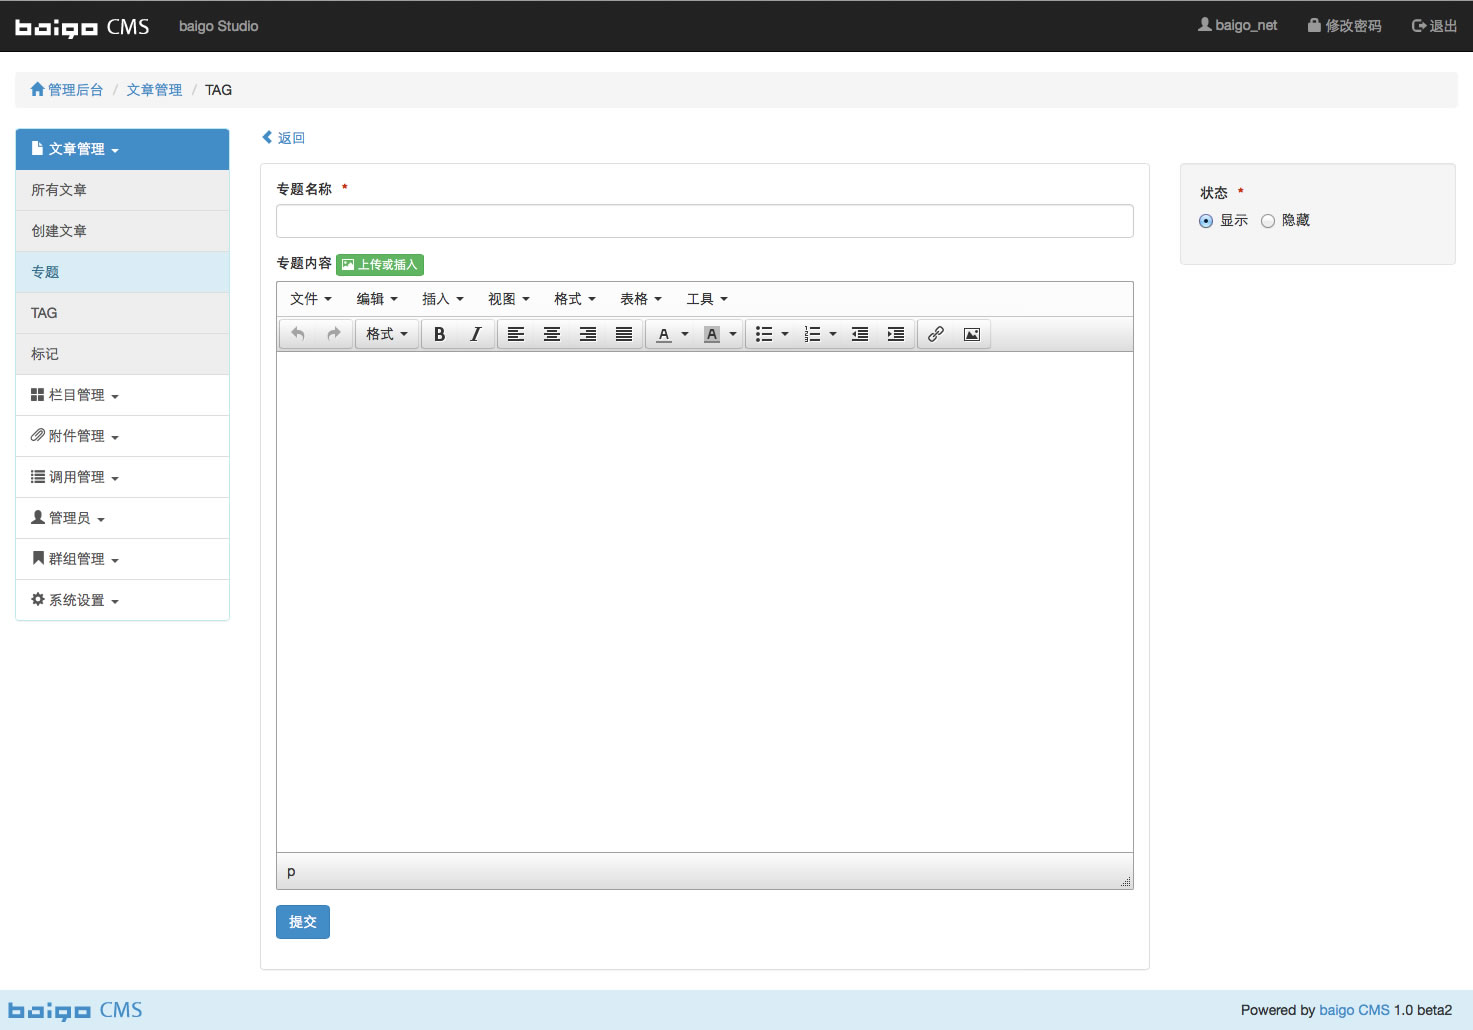 baigo CMS baigo Studio baigo_net 修改密码 退出
管理后台 / 文章管理 / TAG
文章管理
所有文章
创建文章
专题
TAG
标记
栏目管理
附件管理
调用管理
管理员
群组管理
系统设置
返回
专题名称 *
专题内容 上传或插入
文件 编辑 插入 视图 格式 表格 工具
格式 B I A A
p
提交
状态 *
显示 隐藏
baigo CMS Powered by baigo CMS 1.0 beta2